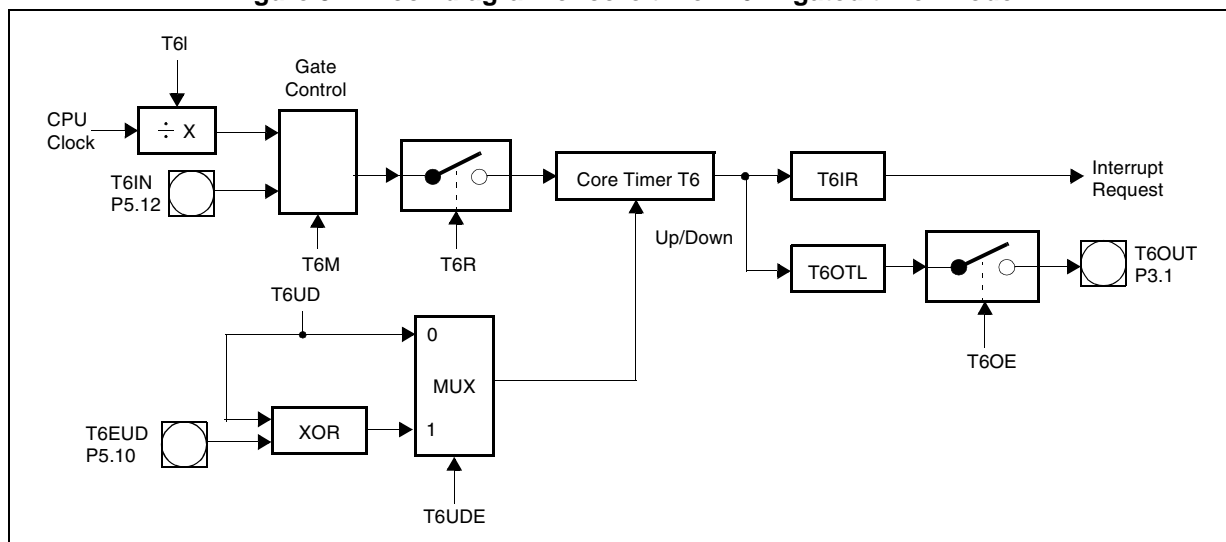 T6I
Gate
Control
CPU
Clock
÷ X
T6IN
P5.12
Core Timer T6
T6IR
Interrupt
Request
Up/Down
T6M
T6R
T6OTL
T6OUT
P3.1
T6UD
0
T6OE
MUX
XOR
1
T6EUD
P5.10
T6UDE